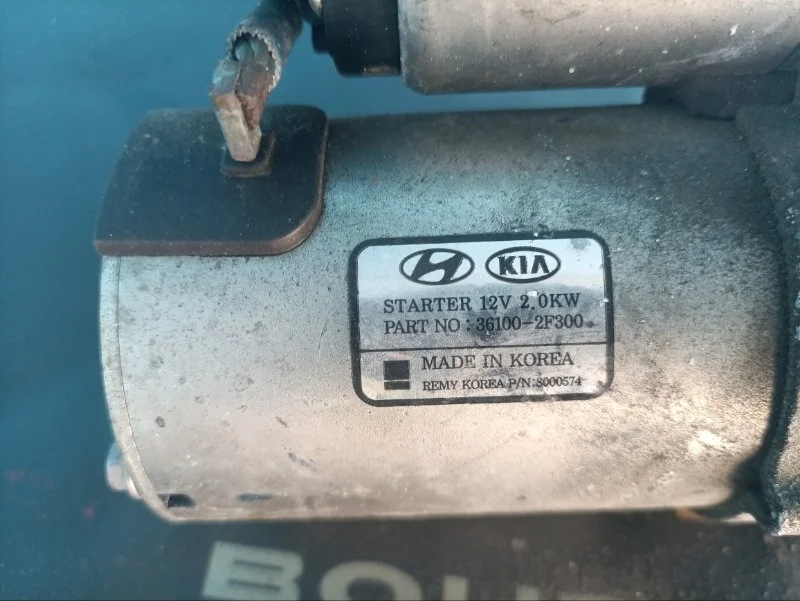 KIA
STARTER 12V 2.0KW
PART NO : 36100-2F300
MADE IN KOREA
REMY KOREA P/N:8000574